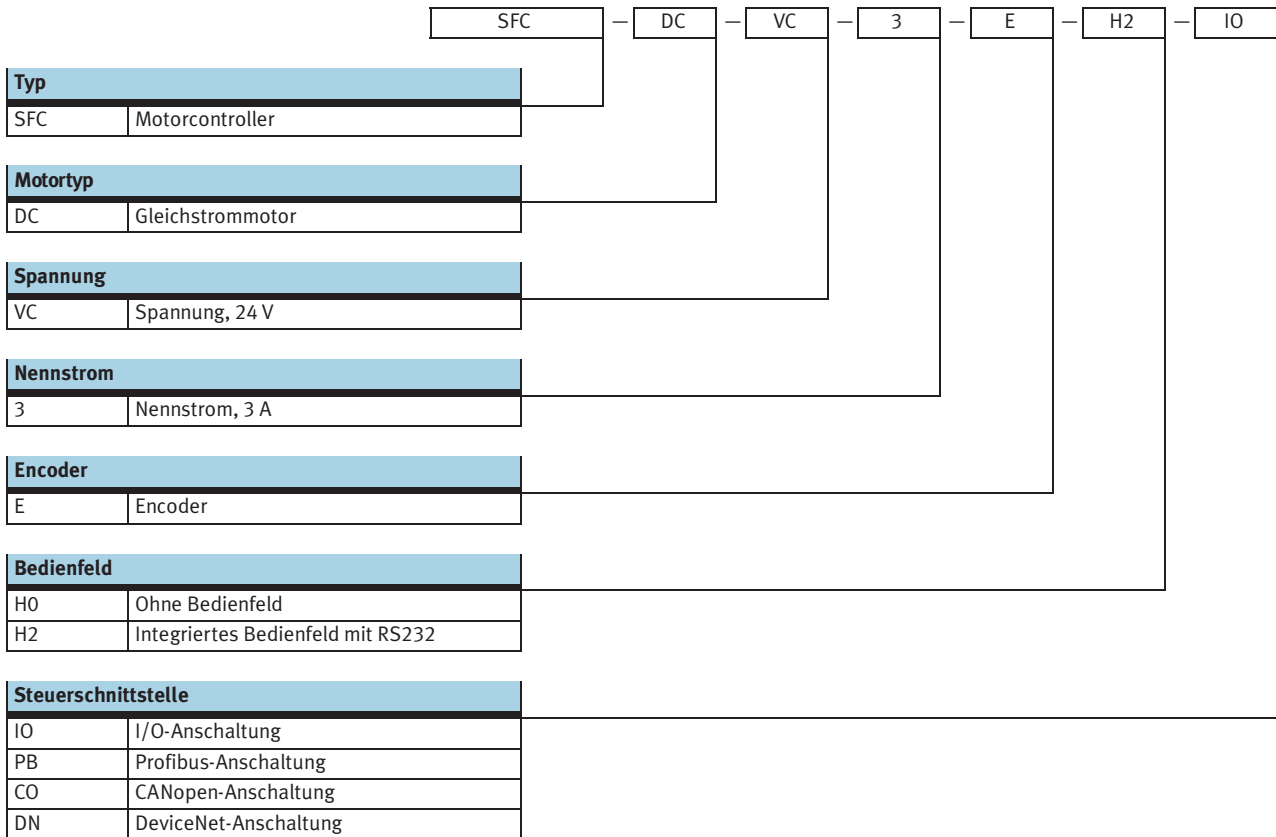 SFC — DC — VC — 3 — E — H2 — IO
Typ
SFC Motorcontroller
Motortyp
DC Gleichstrommotor
Spannung
VC Spannung, 24 V
Nennstrom
3 Nennstrom, 3 A
Encoder
E Encoder
Bedienfeld
H0 Ohne Bedienfeld
H2 Integriertes Bedienfeld mit RS232
Steuerschnittstelle
IO I/O-Anschaltung
PB Profibus-Anschaltung
CO CANopen-Anschaltung
DN DeviceNet-Anschaltung